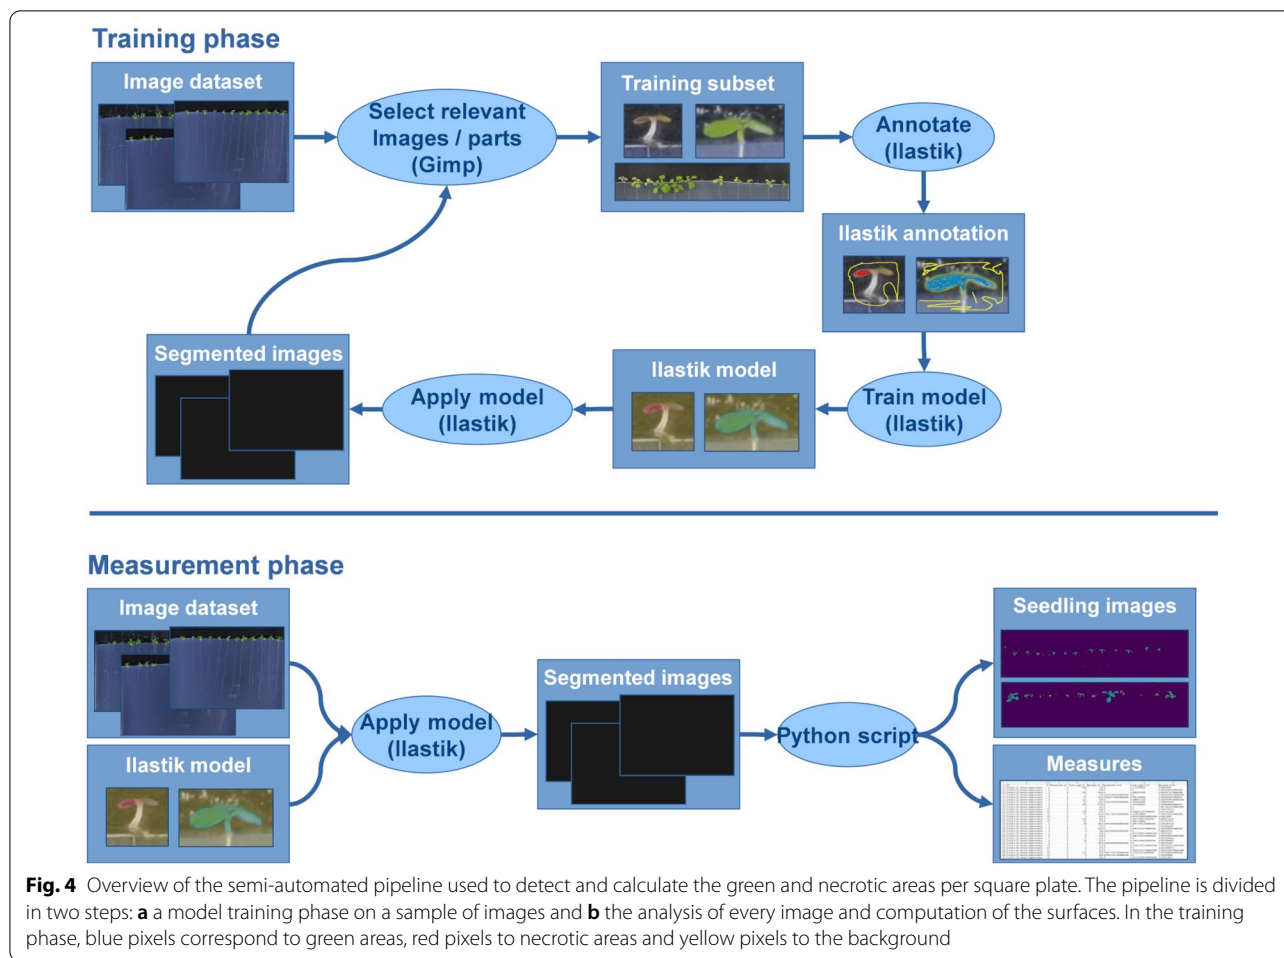 Training phase
Image dataset
Select relevant
Images / parts
(Gimp)
Training subset
Annotate
(Ilastik)
Ilastik annotation
Train model
(Ilastik)
Ilastik model
Apply model
(Ilastik)
Segmented images
Measurement phase
Image dataset
Ilastik model
Apply model
(Ilastik)
Segmented images
Python script
Seedling images
Measures
Fig. 4 Overview of the semi-automated pipeline used to detect and calculate the green and necrotic areas per square plate. The pipeline is divided
in two steps: a a model training phase on a sample of images and b the analysis of every image and computation of the surfaces. In the training
phase, blue pixels correspond to green areas, red pixels to necrotic areas and yellow pixels to the background